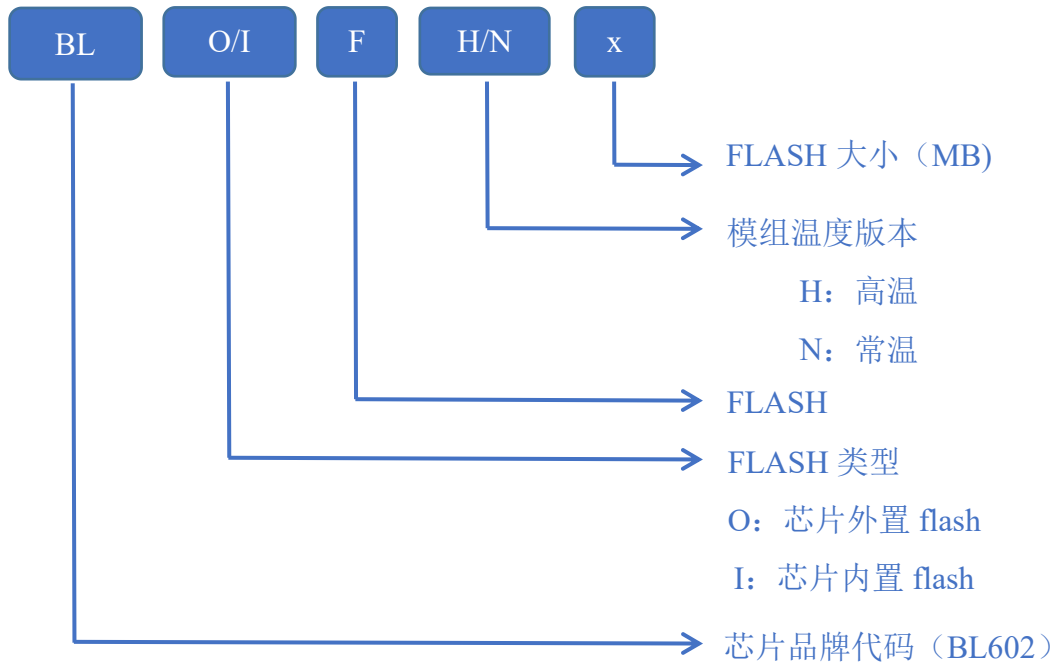 BL O/I F H/N x
FLASH 大小（MB)
模组温度版本
H：高温
N：常温
FLASH
FLASH 类型
O：芯片外置 flash
I：芯片内置 flash
芯片品牌代码（BL602）